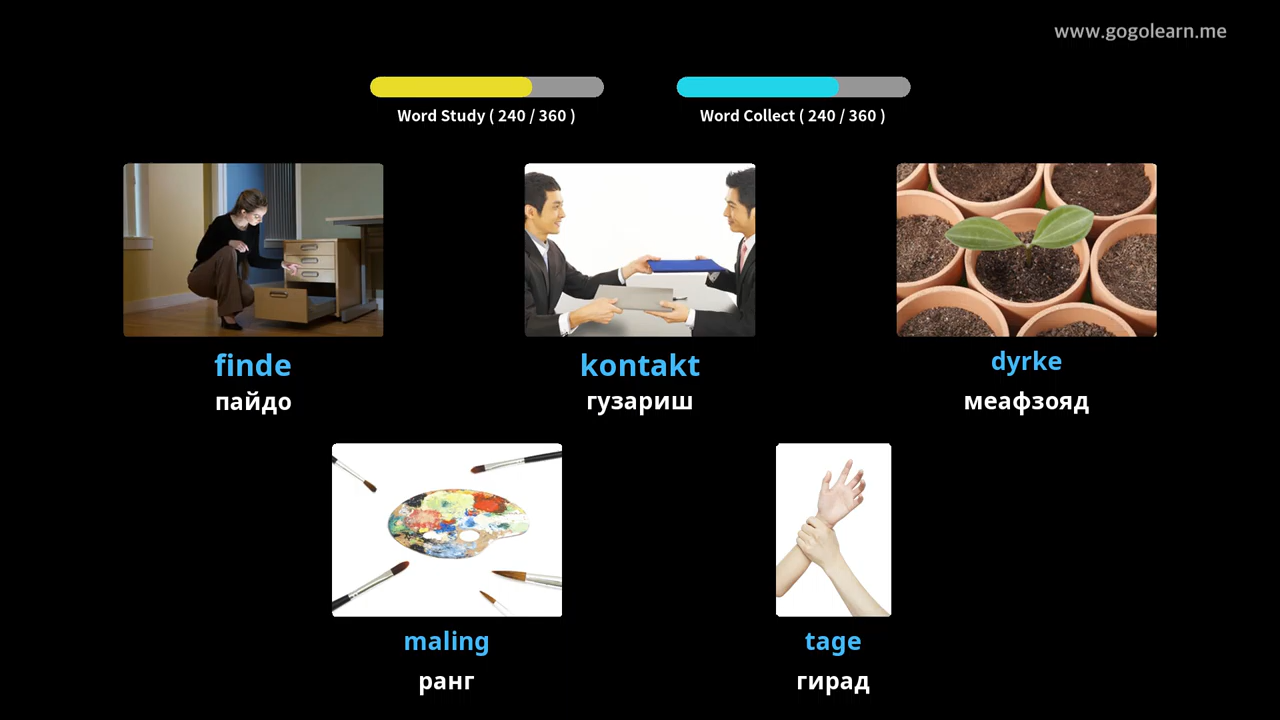 www.gogolearn.me
Word Study ( 240 / 360 )
Word Collect ( 240 / 360 )
finde
пайдо
kontakt
гузариш
dyrke
меафзояд
maling
ранг
tage
гирад